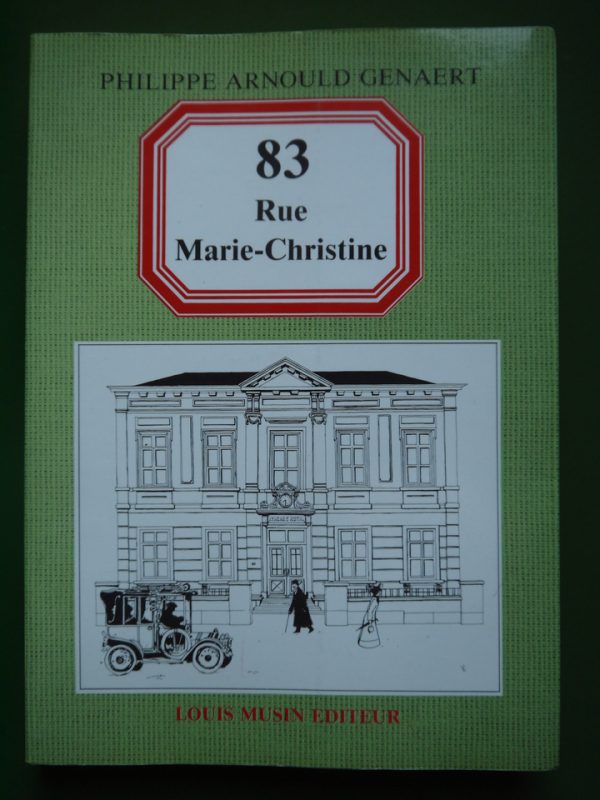 PHILIPPE ARNOULD GENAERT
83
Rue
Marie-Christine
LOUIS MUSIN EDITEUR